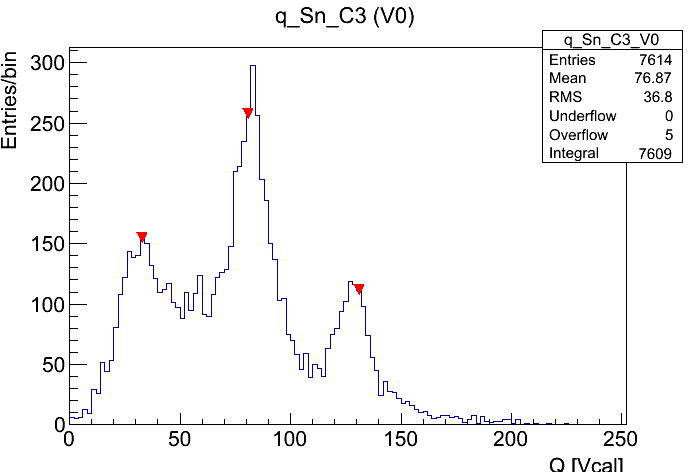 q_Sn_C3 (V0)
q_Sn_C3_V0
Entries 7614
Mean 76.87
RMS 36.8
Underflow 0
Overflow 5
Integral 7609
Entries/bin
300
250
200
150
100
50
0
0 50 100 150 200 250
Q [Vcal]